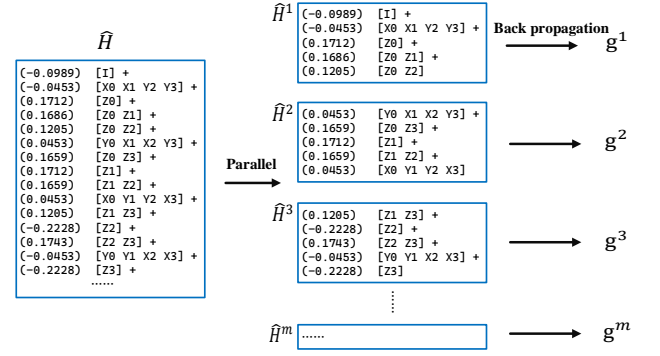 Ĥ
(-0.0989) [I] +
(-0.0453) [X0 X1 Y2 Y3] +
(0.1712) [Z0] +
(0.1686) [Z0 Z1] +
(0.1205) [Z0 Z2] +
(0.0453) [Y0 X1 X2 Y3] +
(0.1659) [Z0 Z3] +
(0.1712) [Z1] +
(0.1659) [Z1 Z2] +
(0.0453) [X0 Y1 Y2 X3] +
(0.1205) [Z1 Z3] +
(-0.2228) [Z2] +
(0.1743) [Z2 Z3] +
(-0.0453) [Y0 Y1 X2 X3] +
(-0.2228) [Z3] +
......
Parallel
Ĥ¹
(-0.0989) [I] +
(-0.0453) [X0 X1 Y2 Y3] +
(0.1712) [Z0] +
(0.1686) [Z0 Z1] +
(0.1205) [Z0 Z2]
Back propagation
g¹
Ĥ²
(0.0453) [Y0 X1 X2 Y3] +
(0.1659) [Z0 Z3] +
(0.1712) [Z1] +
(0.1659) [Z1 Z2] +
(0.0453) [X0 Y1 Y2 X3]
g²
Ĥ³
(0.1205) [Z1 Z3] +
(-0.2228) [Z2] +
(0.1743) [Z2 Z3] +
(-0.0453) [Y0 Y1 X2 X3] +
(-0.2228) [Z3]
g³
......
Ĥᵐ
......
gᵐ